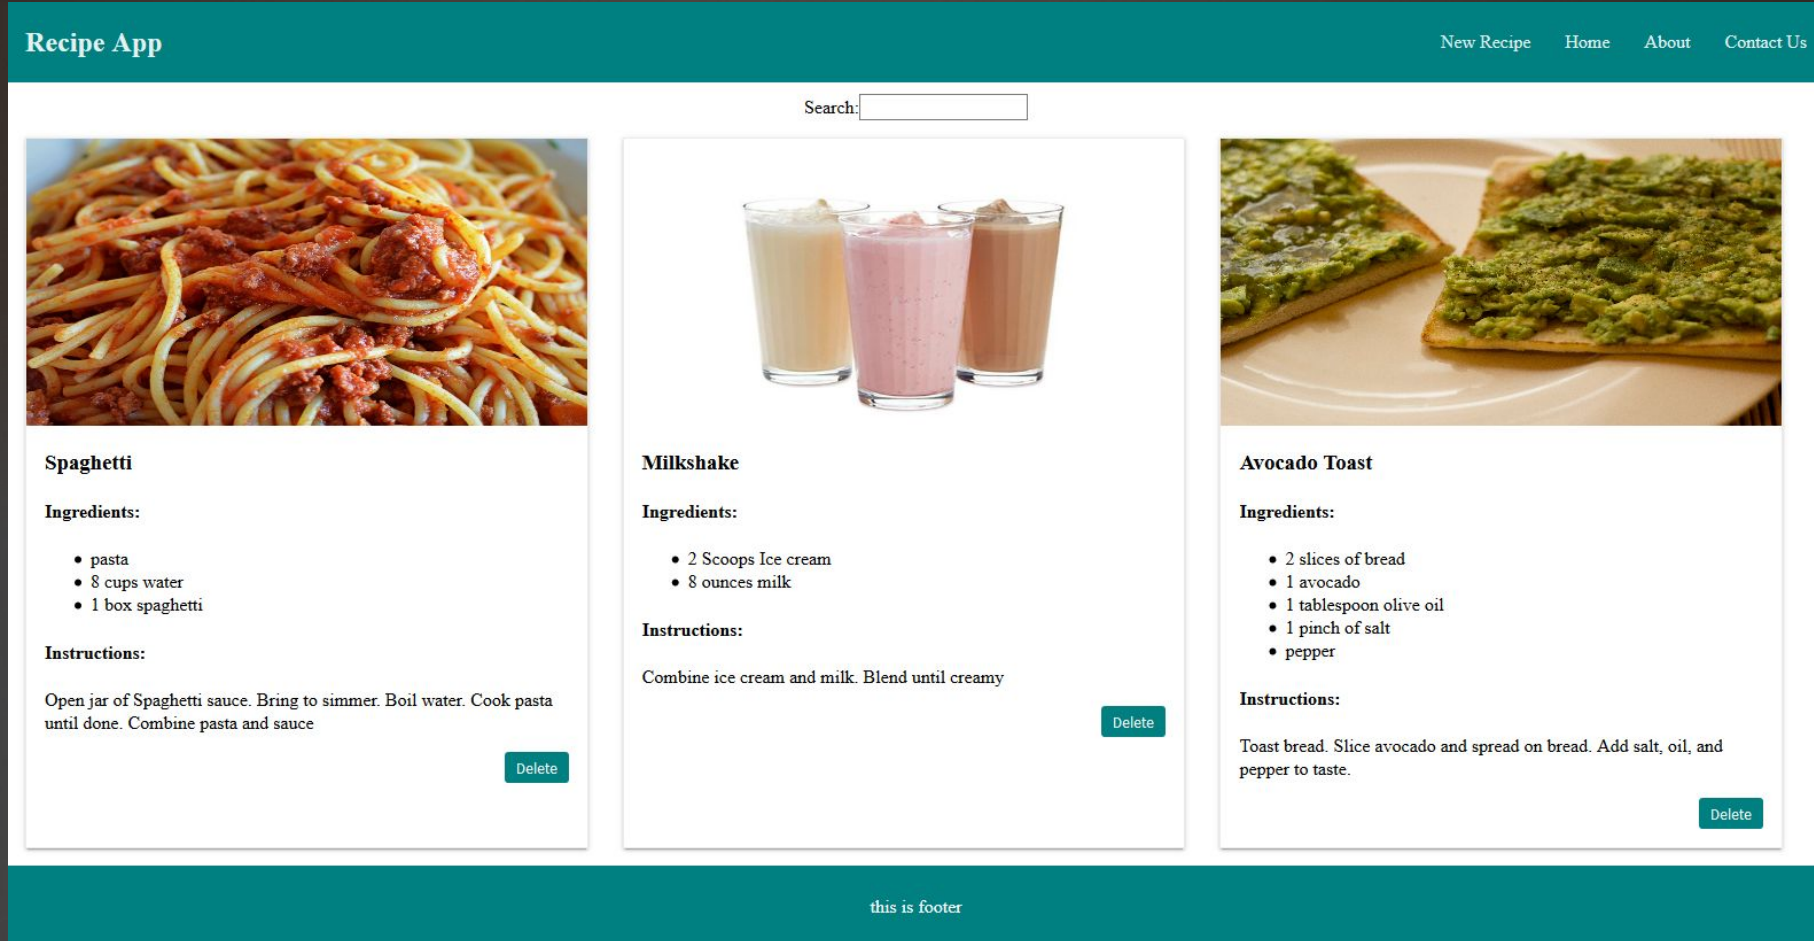 Recipe App
New Recipe Home About Contact Us
Search:
Spaghetti
Ingredients:
pasta
8 cups water
1 box spaghetti
Instructions:
Open jar of Spaghetti sauce. Bring to simmer. Boil water. Cook pasta
until done. Combine pasta and sauce
Delete
Milkshake
Ingredients:
2 Scoops Ice cream
8 ounces milk
Instructions:
Combine ice cream and milk. Blend until creamy
Delete
Avocado Toast
Ingredients:
2 slices of bread
1 avocado
1 tablespoon olive oil
1 pinch of salt
pepper
Instructions:
Toast bread. Slice avocado and spread on bread. Add salt, oil, and
pepper to taste.
Delete
this is footer